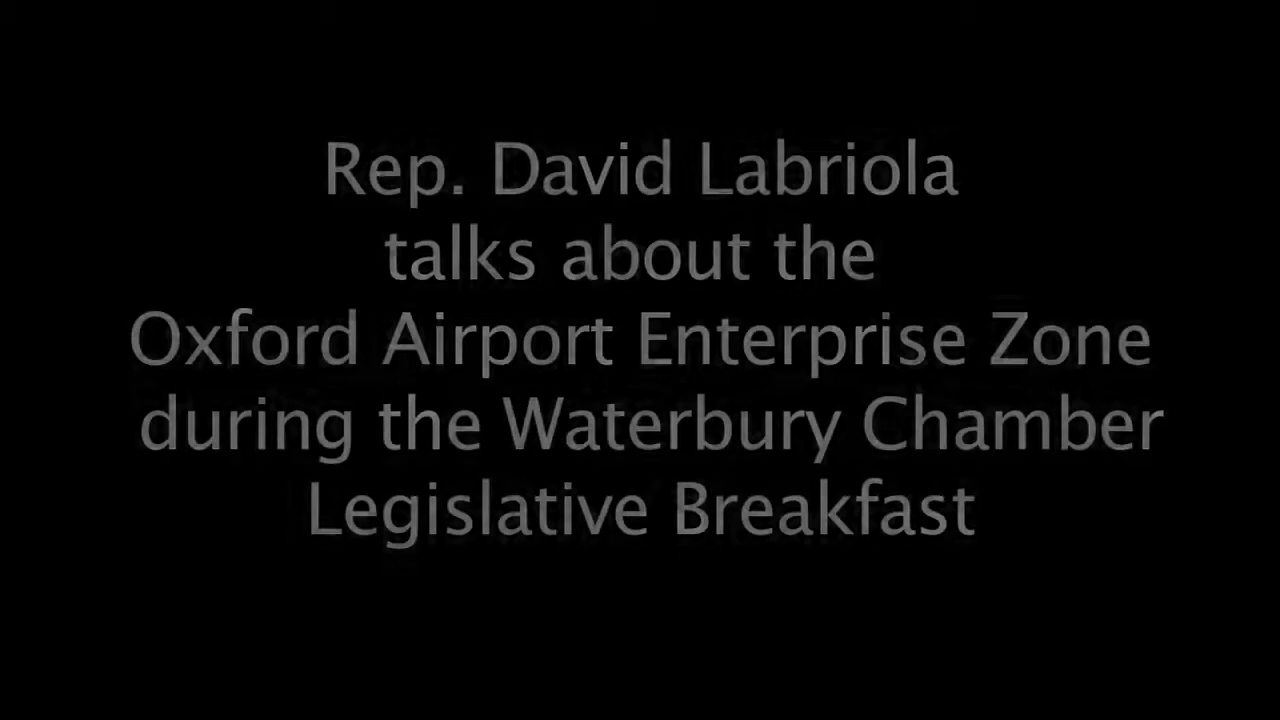 Rep. David Labriola
talks about the
Oxford Airport Enterprise Zone
during the Waterbury Chamber
Legislative Breakfast